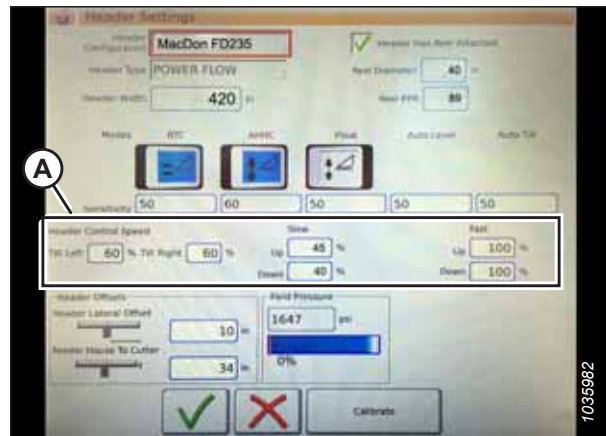 Header Settings
Header Configuration MacDon FD235 Header Has Reel Attached
Header Type POWER FLOW Reel Diameter 40 in
Header Width 420 in Reel PPR 89
Modes RTC AHHC Float Auto Level Auto Tilt
A
Sensitivity 50 60 50 50 50
Header Control Speed Slow Fast
Tilt Left 60 % Tilt Right 60 % Up 45 % Up 100 %
Down 40 % Down 100 %
Header Offsets Field Pressure
Header Lateral Offset 1647 psi
10 in
Feeder House To Cutter 0%
34 in
Calibrate
1035982